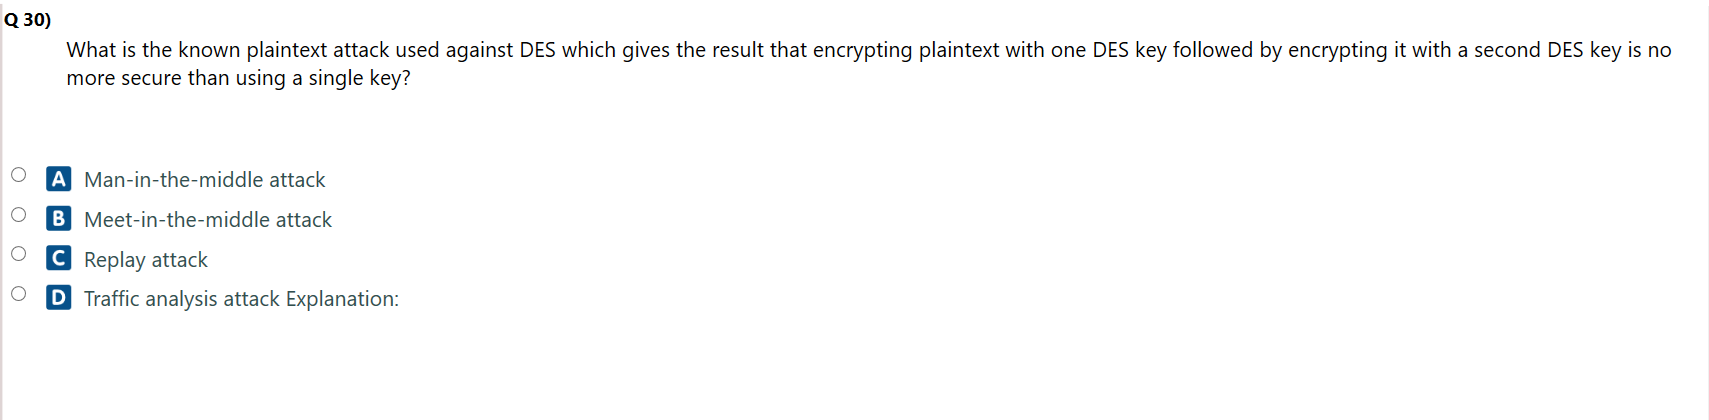 Q 30)
What is the known plaintext attack used against DES which gives the result that encrypting plaintext with one DES key followed by encrypting it with a second DES key is no
more secure than using a single key?
A Man-in-the-middle attack
B Meet-in-the-middle attack
C Replay attack
D Traffic analysis attack Explanation: